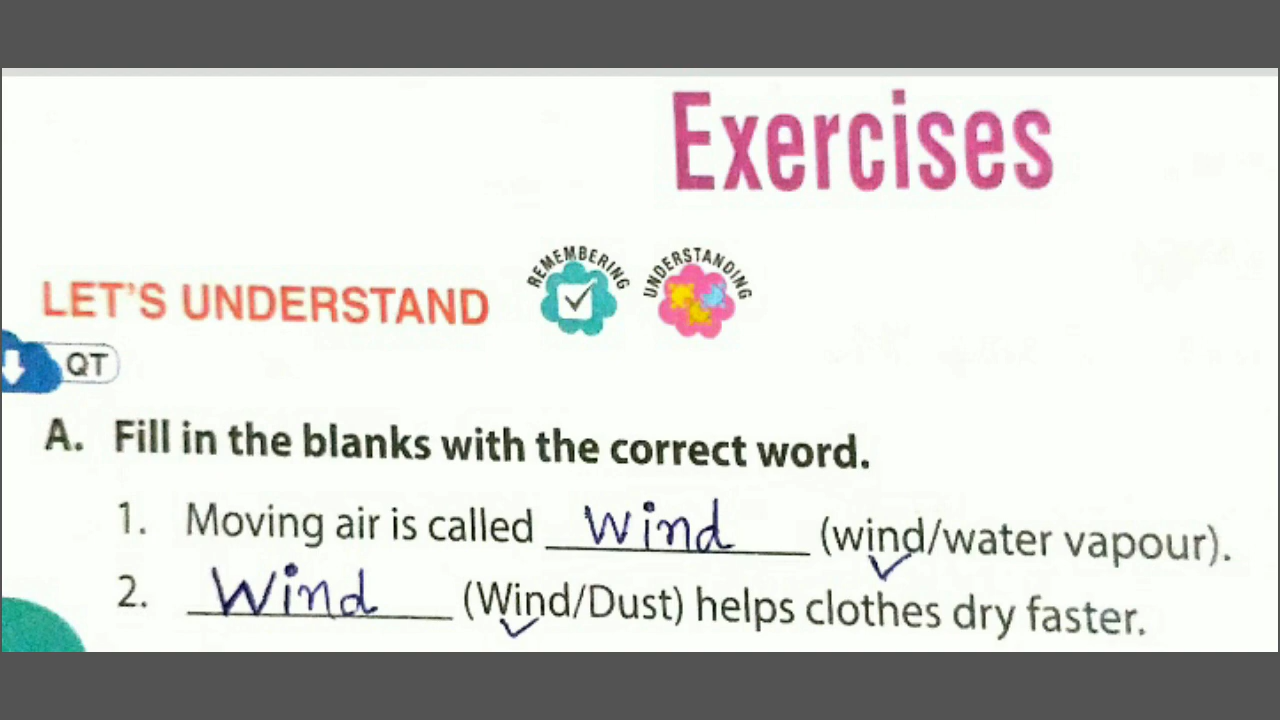 Exercises
REMEMBERING UNDERSTANDING
LET'S UNDERSTAND
QT
A. Fill in the blanks with the correct word.
1. Moving air is called wind (wind/water vapour).
2. Wind (Wind/Dust) helps clothes dry faster.